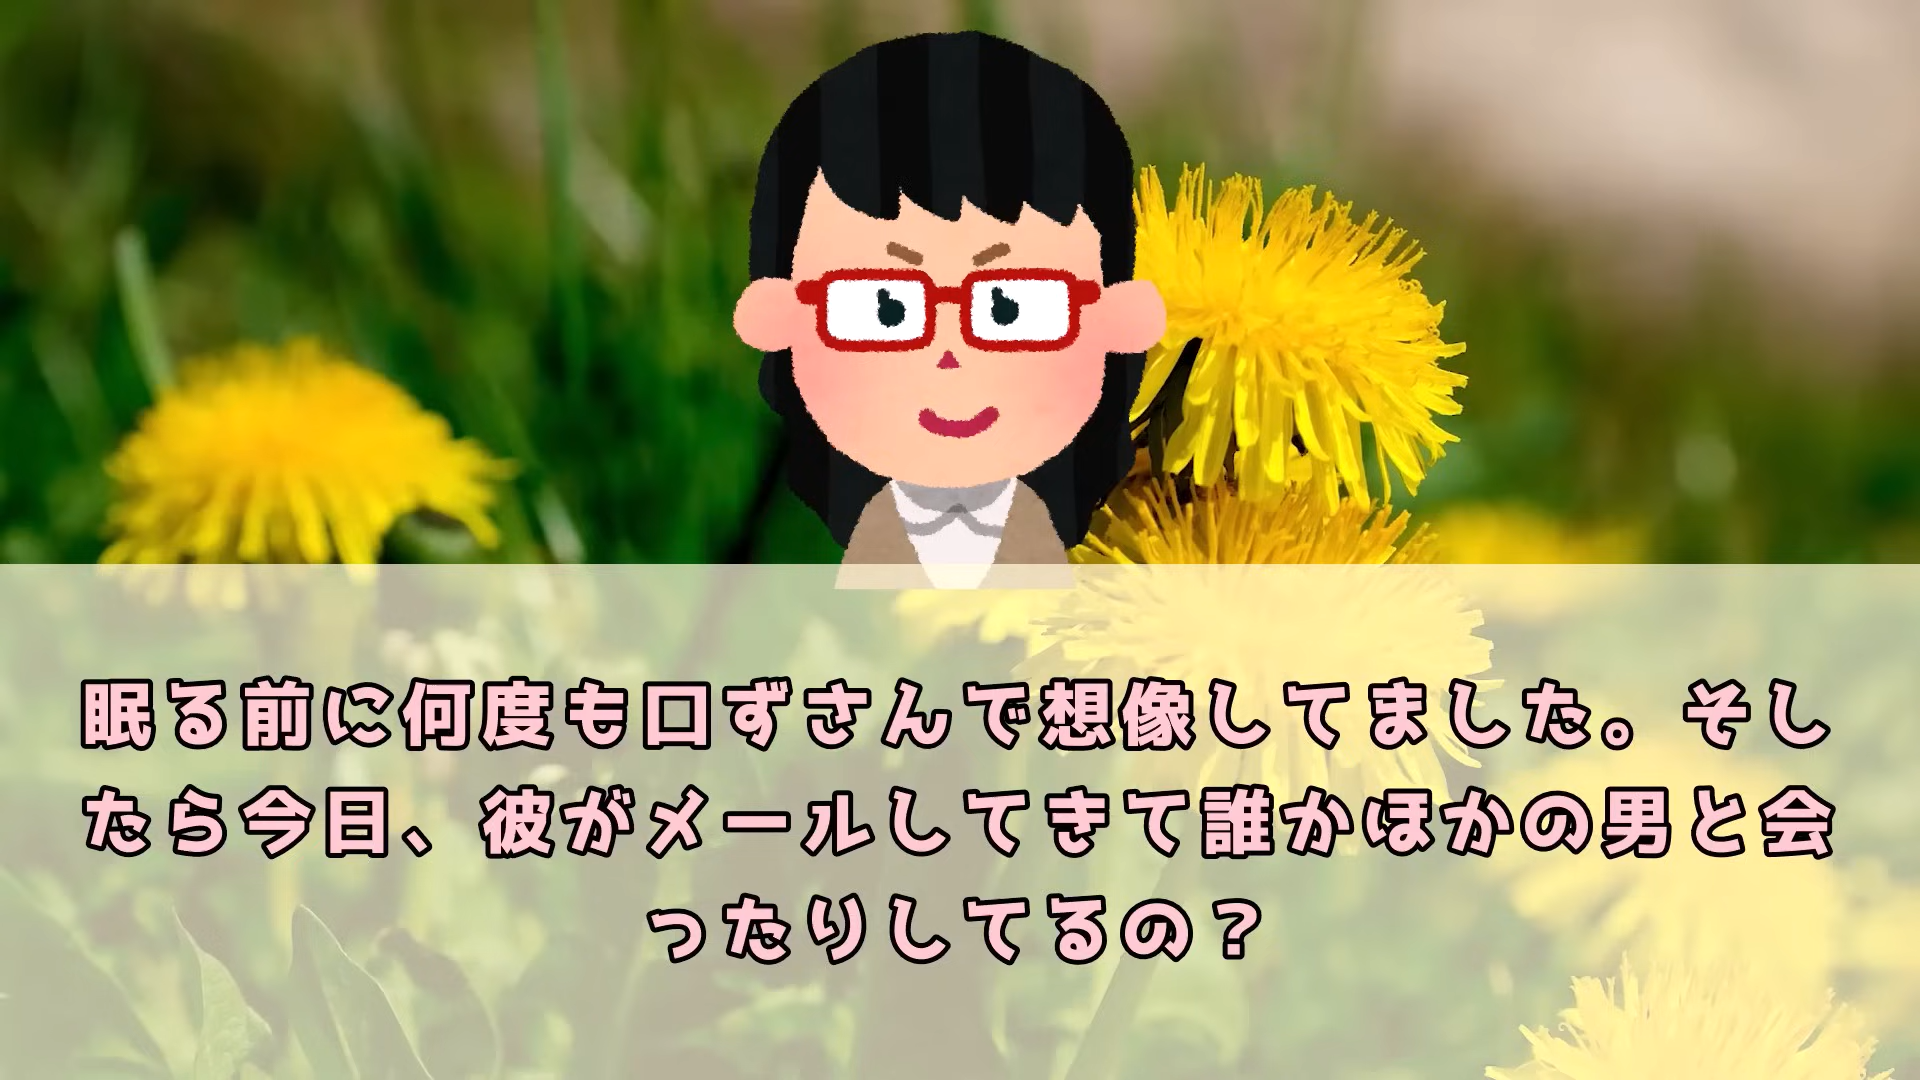 眠る前に何度も口ずさんで想像してました。そし
たら今日、彼がメールしてきて誰かほかの男と会
ったりしてるの？